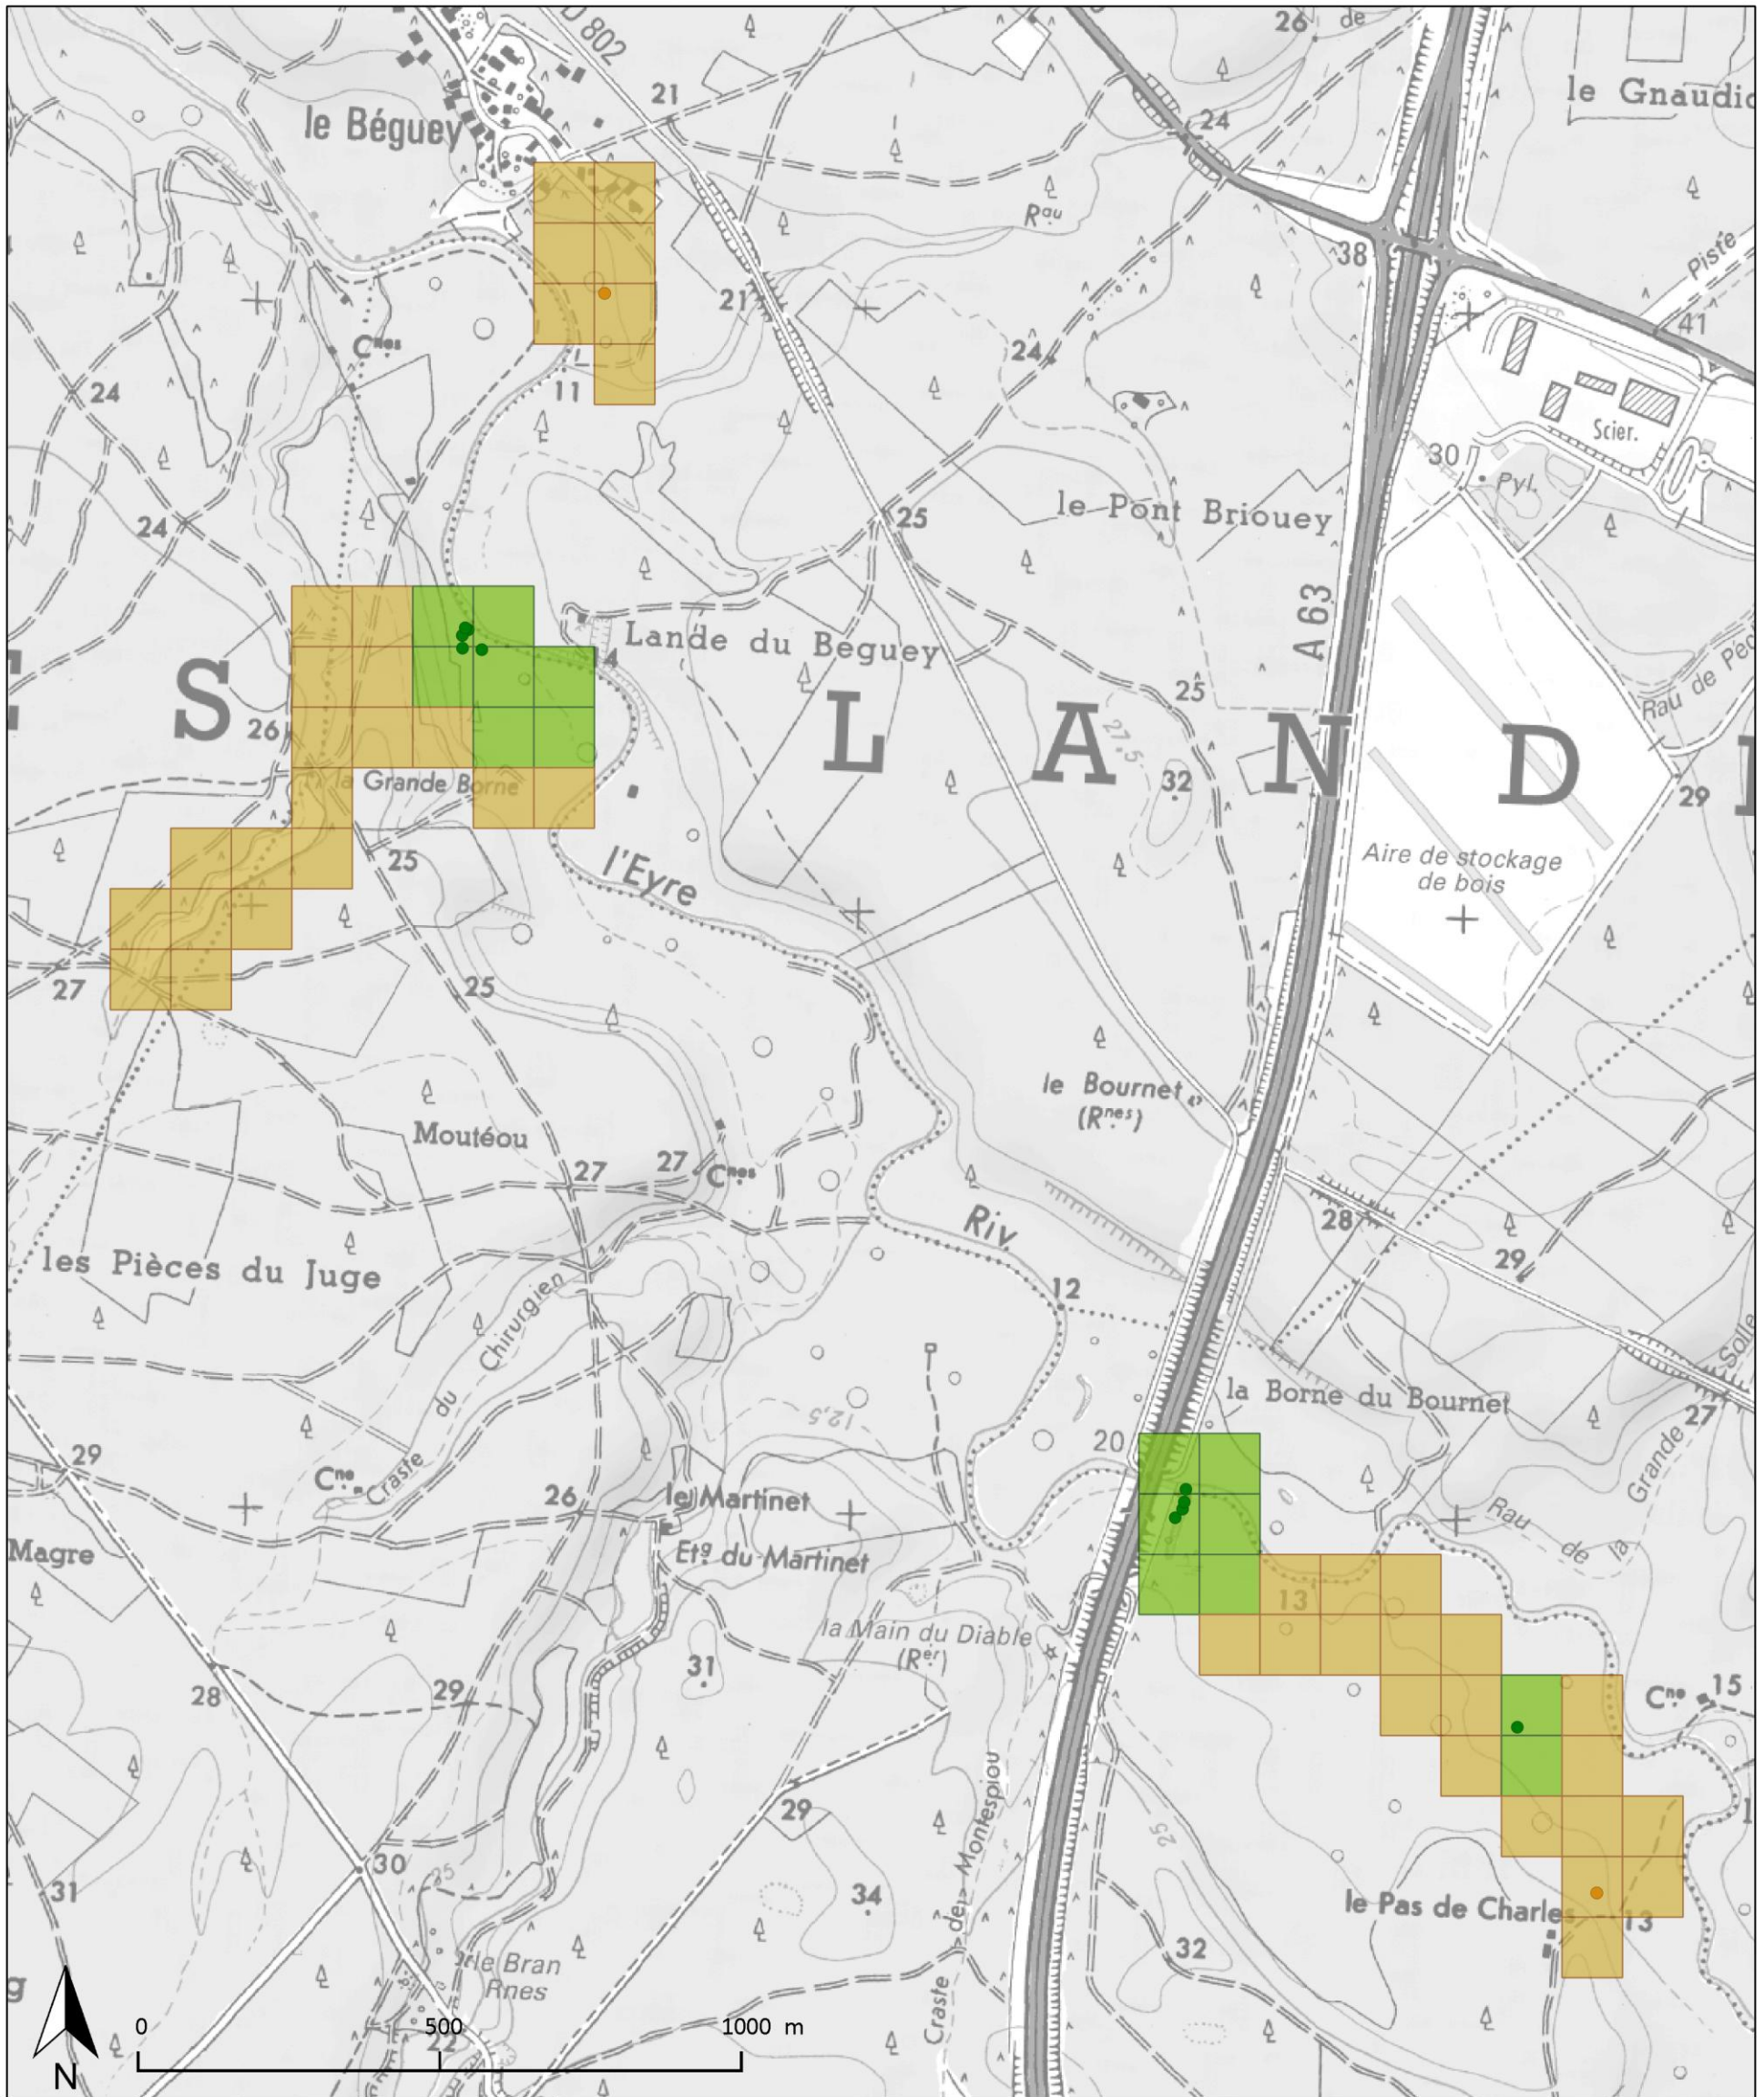 D 802
26
de
le Béguey
21
le Gnaudic
24
Rau
38
Piste
21
41
Cnes
24
24
11
Scier.
30
Pyl.
24
25
le Pont Briouey
A 63
Lande du Beguey
14
25
Rau de Péc
S
L
A
N
D
26
27,5
32
29
la Grande Borne
25
l'Eyre
Aire de stockage
de bois
27
25
le Bournet
(Rnes)
Moutéou
27
27
Cnes
28
Riv.
29
les Pièces du Juge
12
Craste du Chirurgien
la Borne du Bournet
12,5
27
20
29
Cne
26
le Martinet
Rau de la Grande
Solle
Magre
Etg du Martinet
13
la Main du Diable
(Rer)
31
28
29
Cne
15
29
25
30
25
31
34
le Pas de Charles
13
32
le Bran
Rnes
Craste de Montespiou
22
0
500
1000 m
N